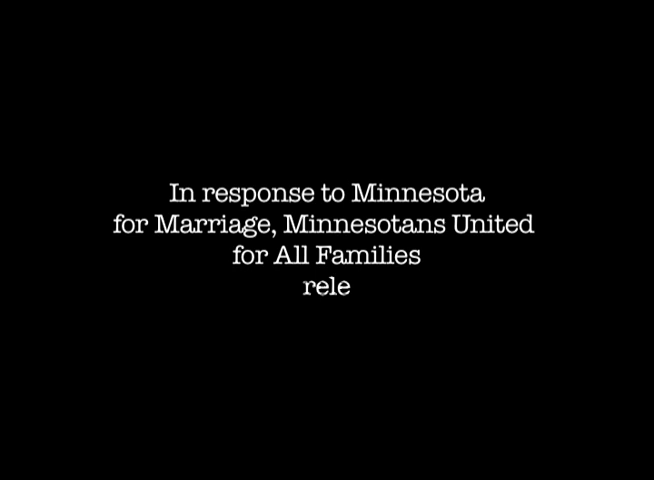 In response to Minnesota
for Marriage, Minnesotans United
for All Families
rele